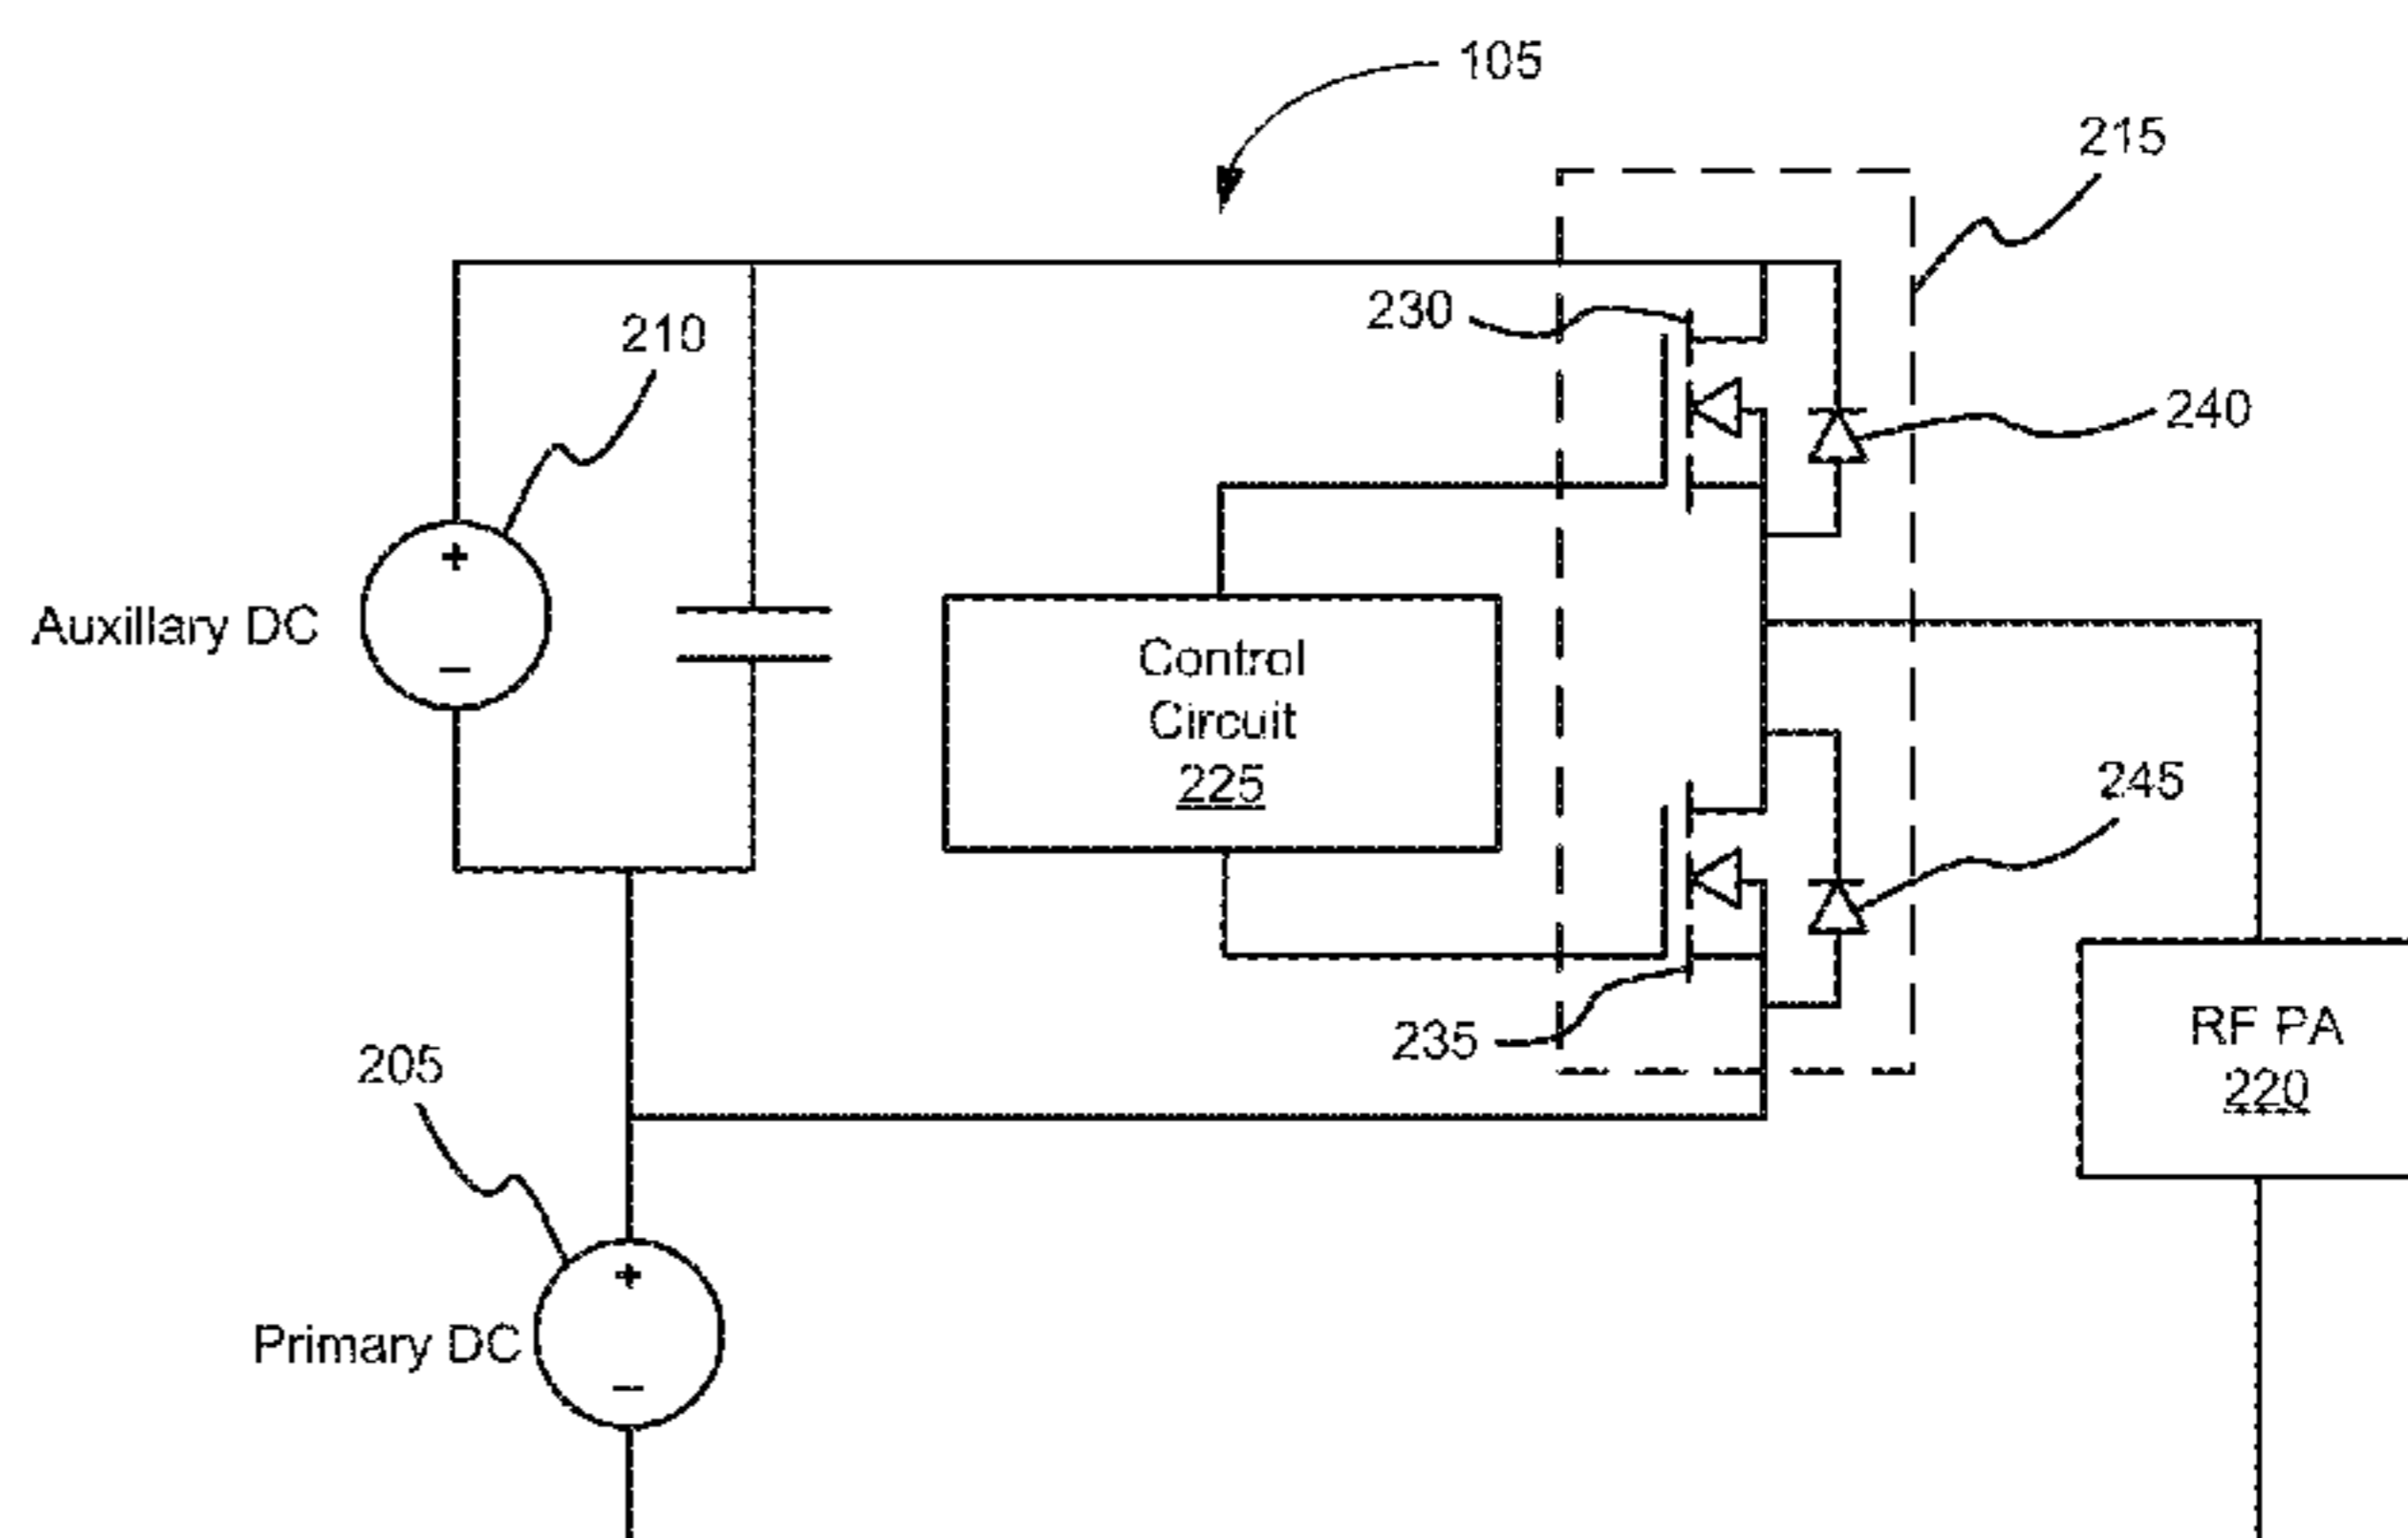 105
215
230
210
240
+
Auxillary DC
−
Control
Circuit
225
245
235
RF PA
220
205
+
Primary DC
−